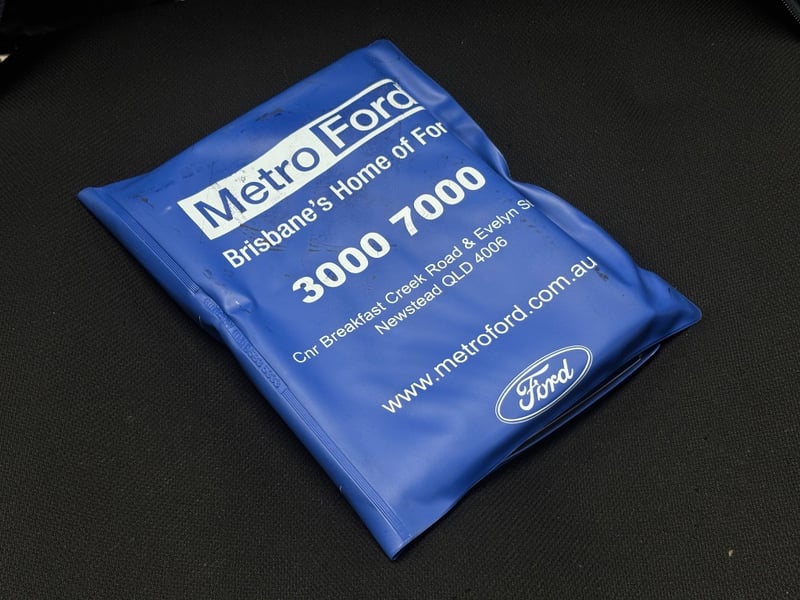 Metro Ford
Brisbane's Home of For
3000 7000
Cnr Breakfast Creek Road & Evelyn St
Newstead QLD 4006
www.metroford.com.au
Ford